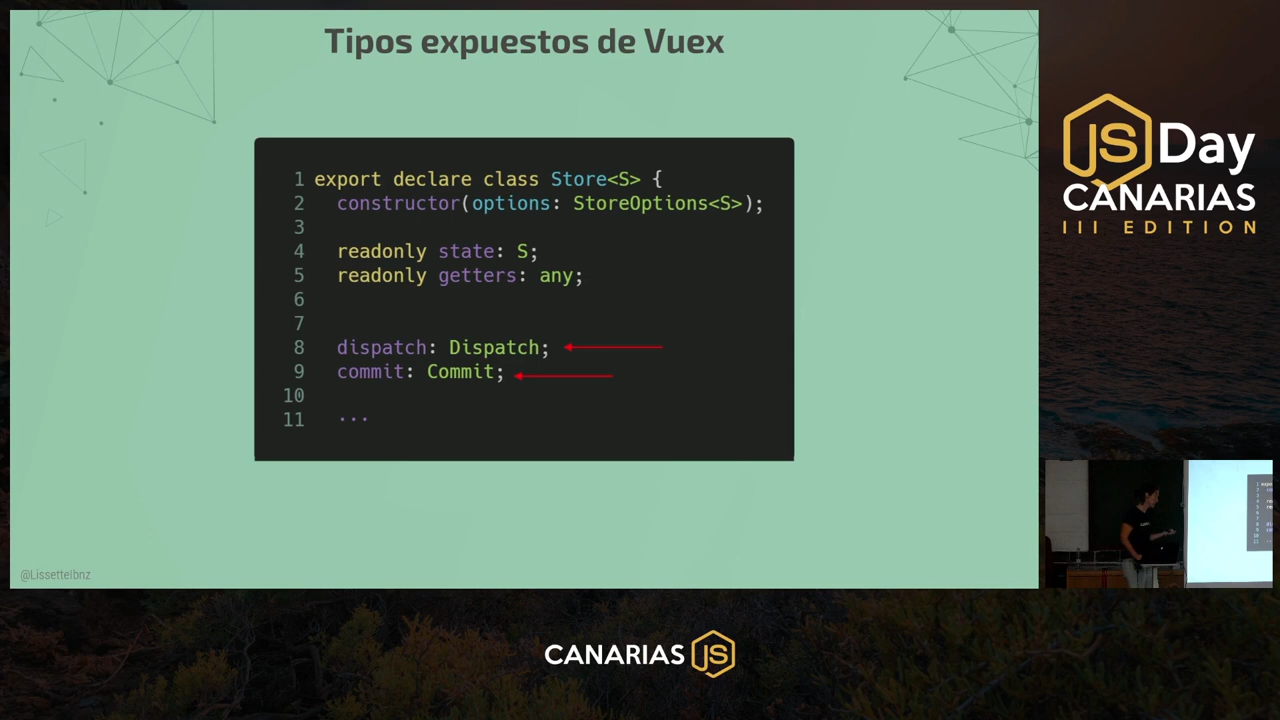 Tipos expuestos de Vuex
1 export declare class Store<S> {
2 constructor(options: StoreOptions<S>);
3
4 readonly state: S;
5 readonly getters: any;
6
7
8 dispatch: Dispatch;
9 commit: Commit;
10
11 ...
@Lissettelbnz
JS Day
CANARIAS
III EDITION
CANARIAS JS